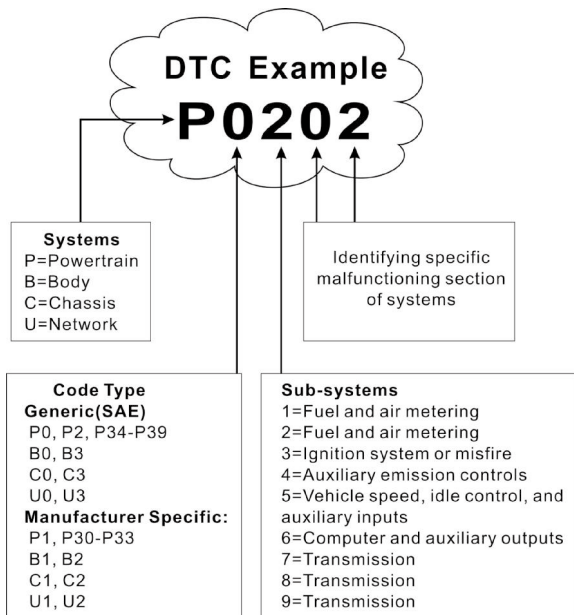 DTC Example
P0202
Systems
P=Powertrain
B=Body
C=Chassis
U=Network
Identifying specific
malfunctioning section
of systems
Code Type
Generic(SAE)
P0, P2, P34-P39
B0, B3
C0, C3
U0, U3
Manufacturer Specific:
P1, P30-P33
B1, B2
C1, C2
U1, U2
Sub-systems
1=Fuel and air metering
2=Fuel and air metering
3=Ignition system or misfire
4=Auxiliary emission controls
5=Vehicle speed, idle control, and
auxiliary inputs
6=Computer and auxiliary outputs
7=Transmission
8=Transmission
9=Transmission